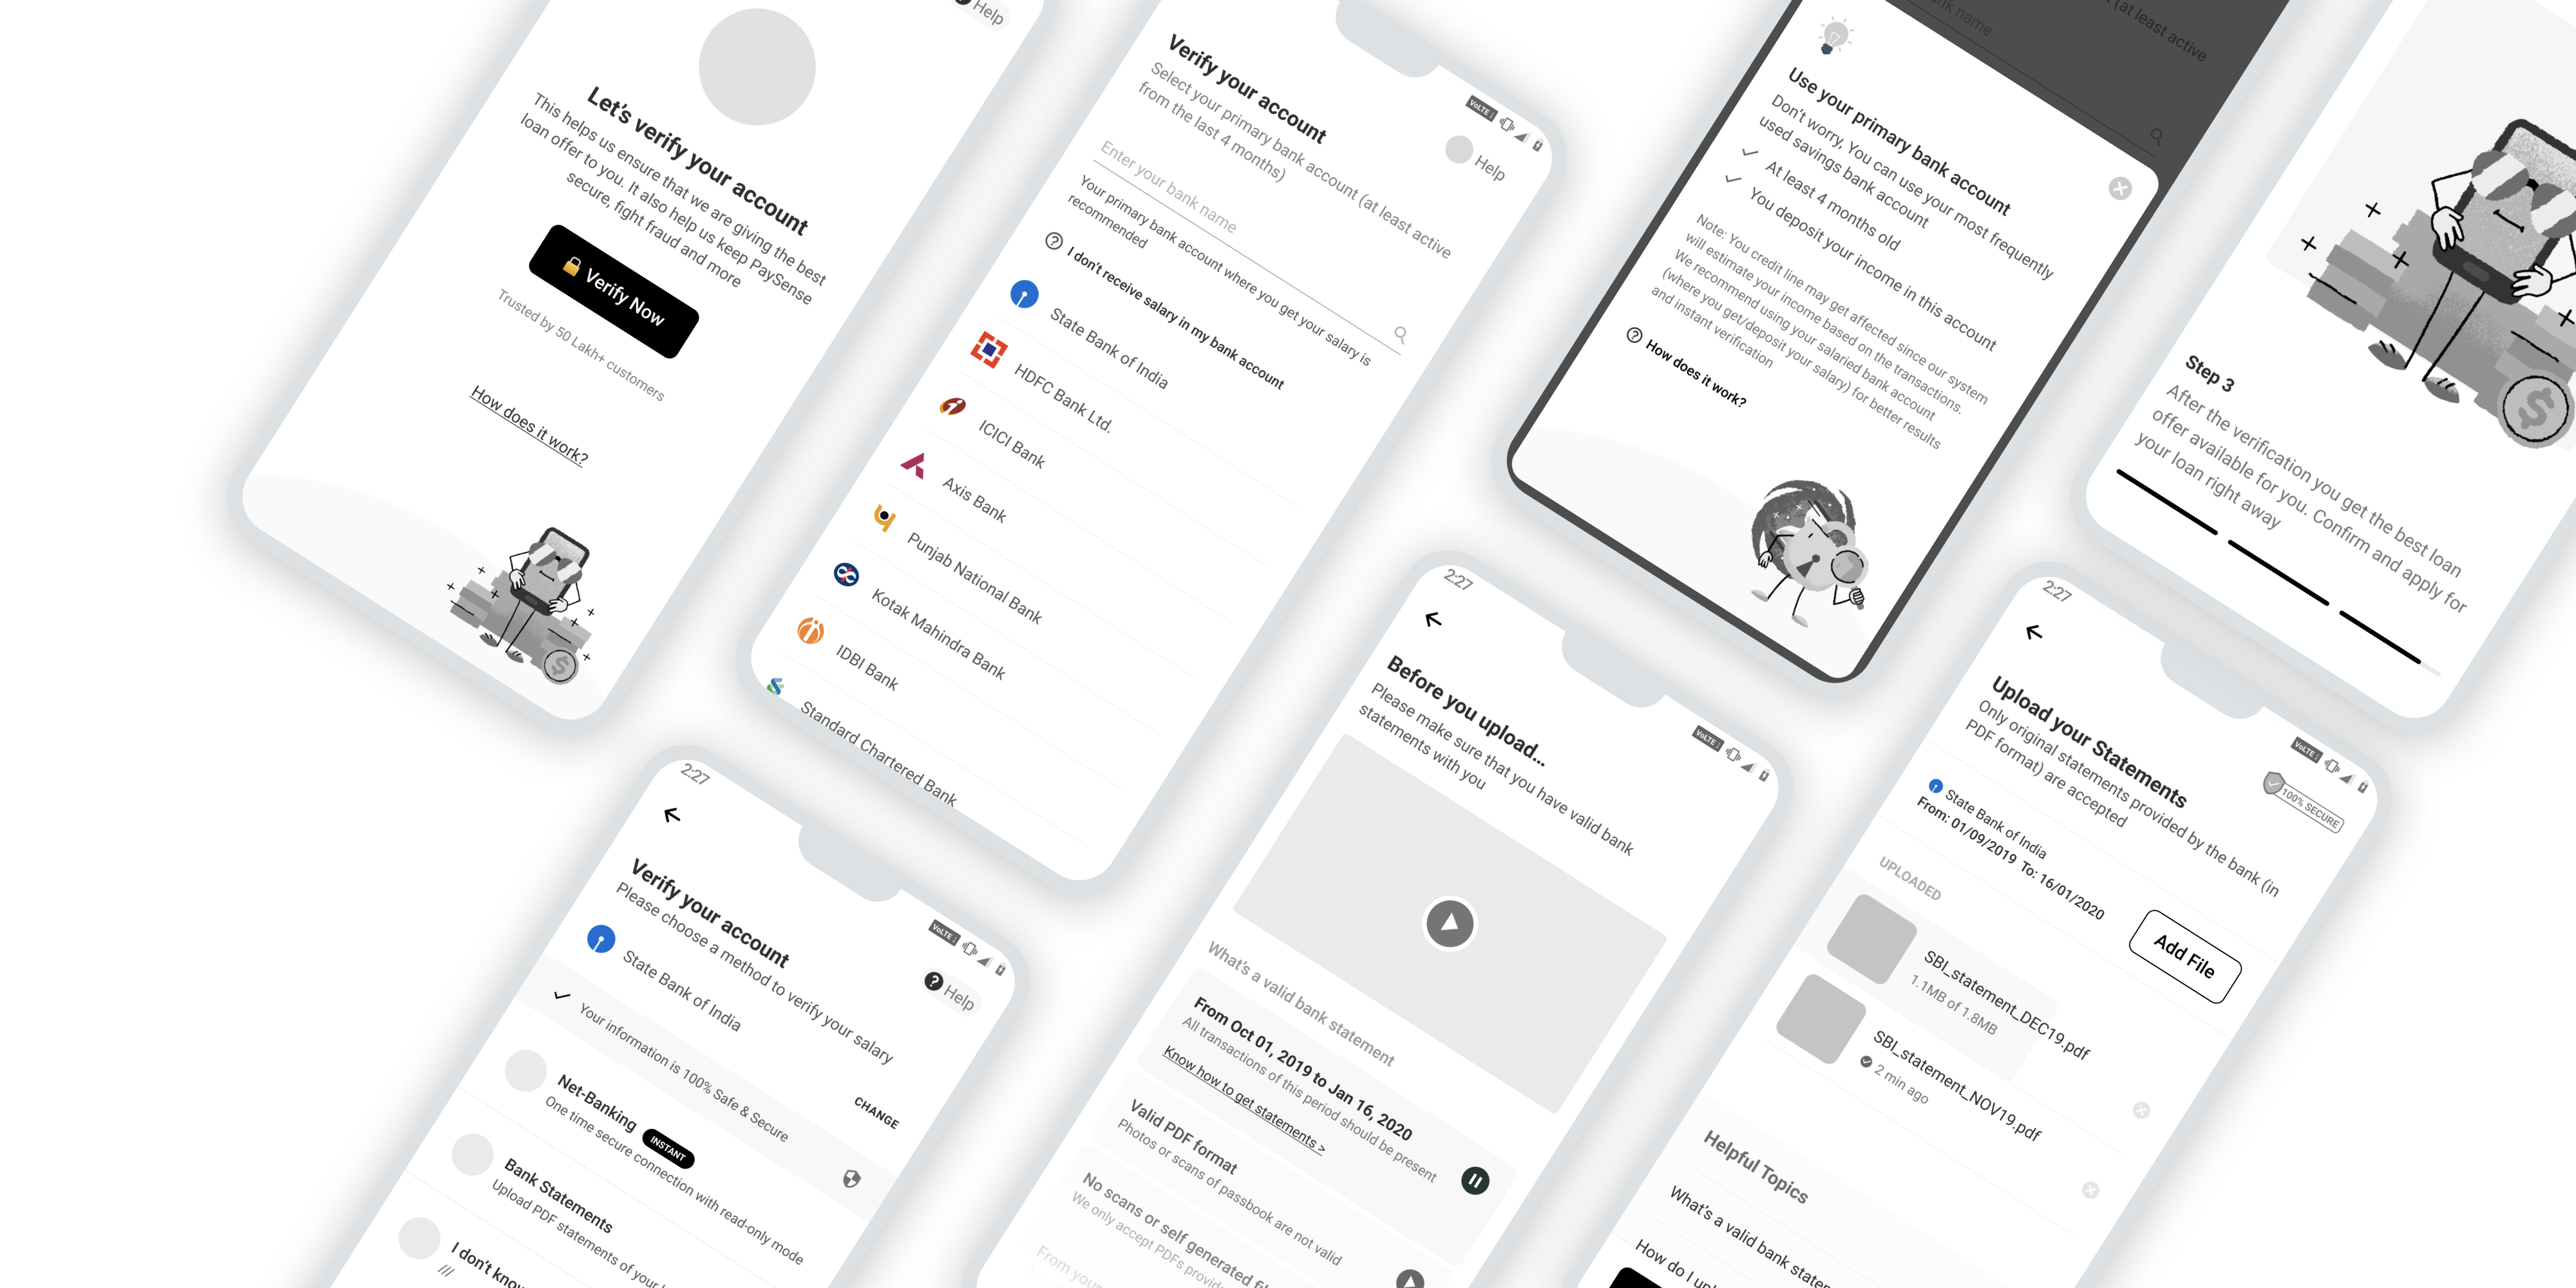 Help
Let's verify your account
This helps us ensure that we are giving the best
loan offer to you. It also help us keep PaySense
secure, fight fraud and more
Verify Now
Trusted by 50 Lakh+ customers
How does it work?
$
VoLTE
Verify your account
Select your primary bank account (at least active
from the last 4 months)
Help
Enter your bank name
Your primary bank account where you get your salary is
recommended
? I don't receive salary in my bank account
State Bank of India
HDFC Bank Ltd.
ICICI Bank
Axis Bank
Punjab National Bank
Kotak Mahindra Bank
IDBI Bank
Standard Chartered Bank
(at least active
bank name
Use your primary bank account
Don't worry, You can use your most frequently
used savings bank account
At least 4 months old
You deposit your income in this account
Note: You credit line may get affected since our system
will estimate your income based on the transactions.
We recommend using your salaried bank account
(where you get/deposit your salary) for better results
and instant verification
? How does it work?
$
Step 3
After the verification you get the best loan
offer available for you. Confirm and apply for
your loan right away
2:27
VoLTE
Verify your account
Please choose a method to verify your salary
? Help
State Bank of India
CHANGE
Your information is 100% Safe & Secure
Net-Banking INSTANT
One time secure connection with read-only mode
Bank Statements
Upload PDF statements of your
I don't know
2:27
VoLTE
Before you upload...
Please make sure that you have valid bank
statements with you
What's a valid bank statement
From Oct 01, 2019 to Jan 16, 2020
All transactions of this period should be present
Know how to get statements >
Valid PDF format
Photos or scans of passbook are not valid
No scans or self generated
We only accept PDFs
From your
2:27
VoLTE
100% SECURE
Upload your Statements
Only original statements provided by the bank (in
PDF format) are accepted
State Bank of India
From: 01/09/2019 To: 16/01/2020
Add File
UPLOADED
SBI_statement_DEC19.pdf
1.1MB of 1.8MB
SBI_statement_NOV19.pdf
2 min ago
Helpful Topics
What's a valid bank
How do I